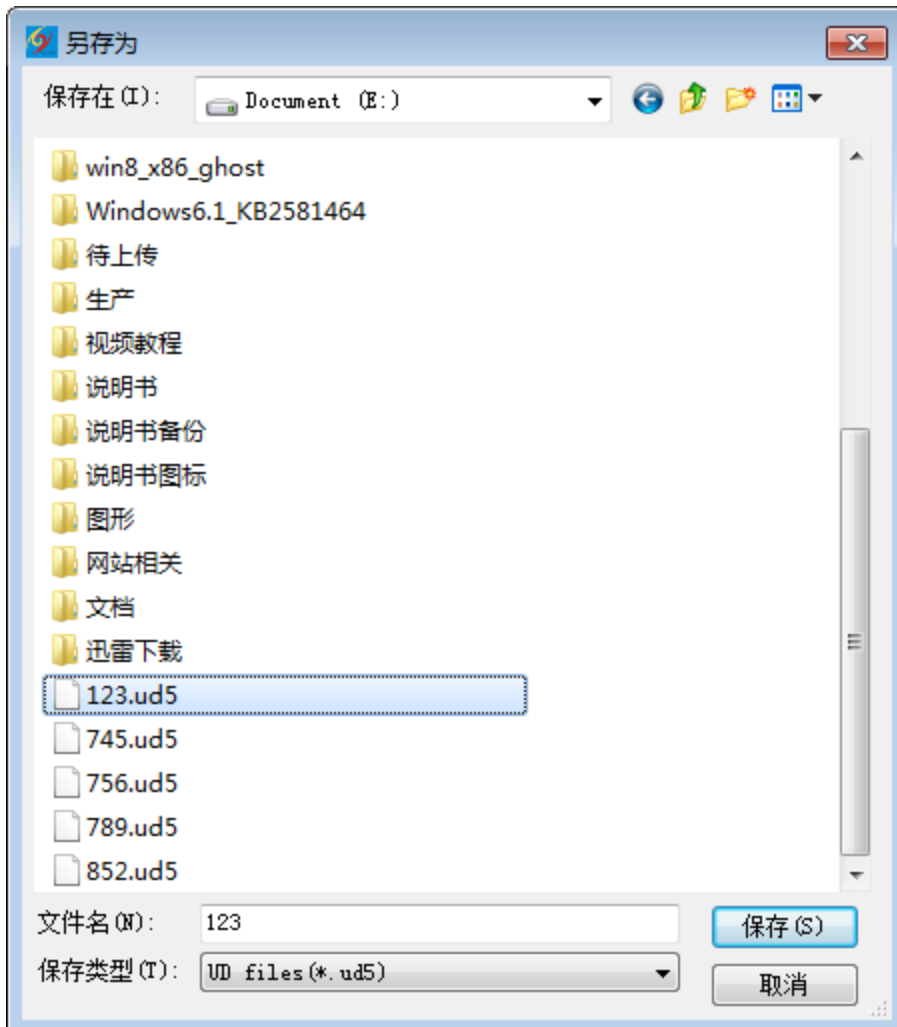 另存为
保存在(I):
Document (E:)
win8_x86_ghost
Windows6.1_KB2581464
待上传
生产
视频教程
说明书
说明书备份
说明书图标
图形
网站相关
文档
迅雷下载
123.ud5
745.ud5
756.ud5
789.ud5
852.ud5
文件名(N): 123 保存(S)
保存类型(T): UD files(*.ud5) 取消